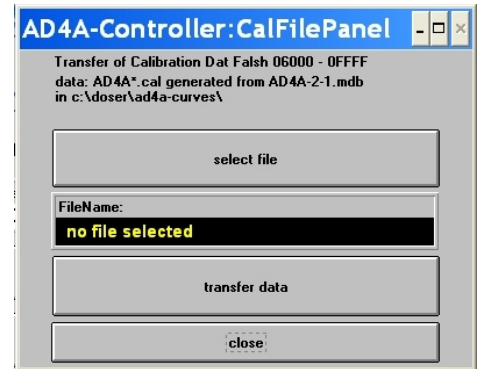 AD4A-Controller:CalFilePanel
Transfer of Calibration Dat Falsh 06000 - 0FFFF
data: AD4A*.cal generated from AD4A-2-1.mdb
in c:\doser\ad4a-curves\
select file
FileName:
no file selected
transfer data
close